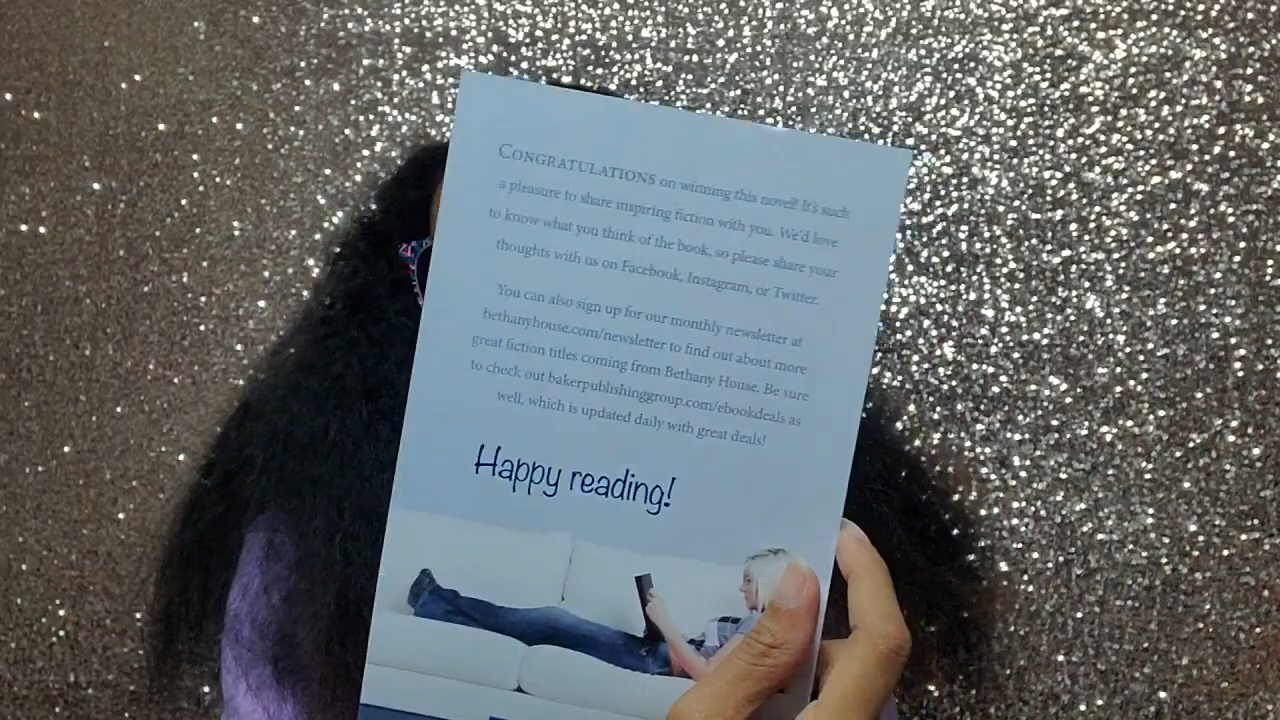 CONGRATULATIONS on winning this novel! It's such
a pleasure to share inspiring fiction with you. We'd love
to know what you think of the book, so please share your
thoughts with us on Facebook, Instagram, or Twitter.
You can also sign up for our monthly newsletter at
bethanyhouse.com/newsletter to find out about more
great fiction titles coming from Bethany House. Be sure
to check out bakerpublishinggroup.com/ebookdeals as
well, which is updated daily with great deals!
Happy reading!